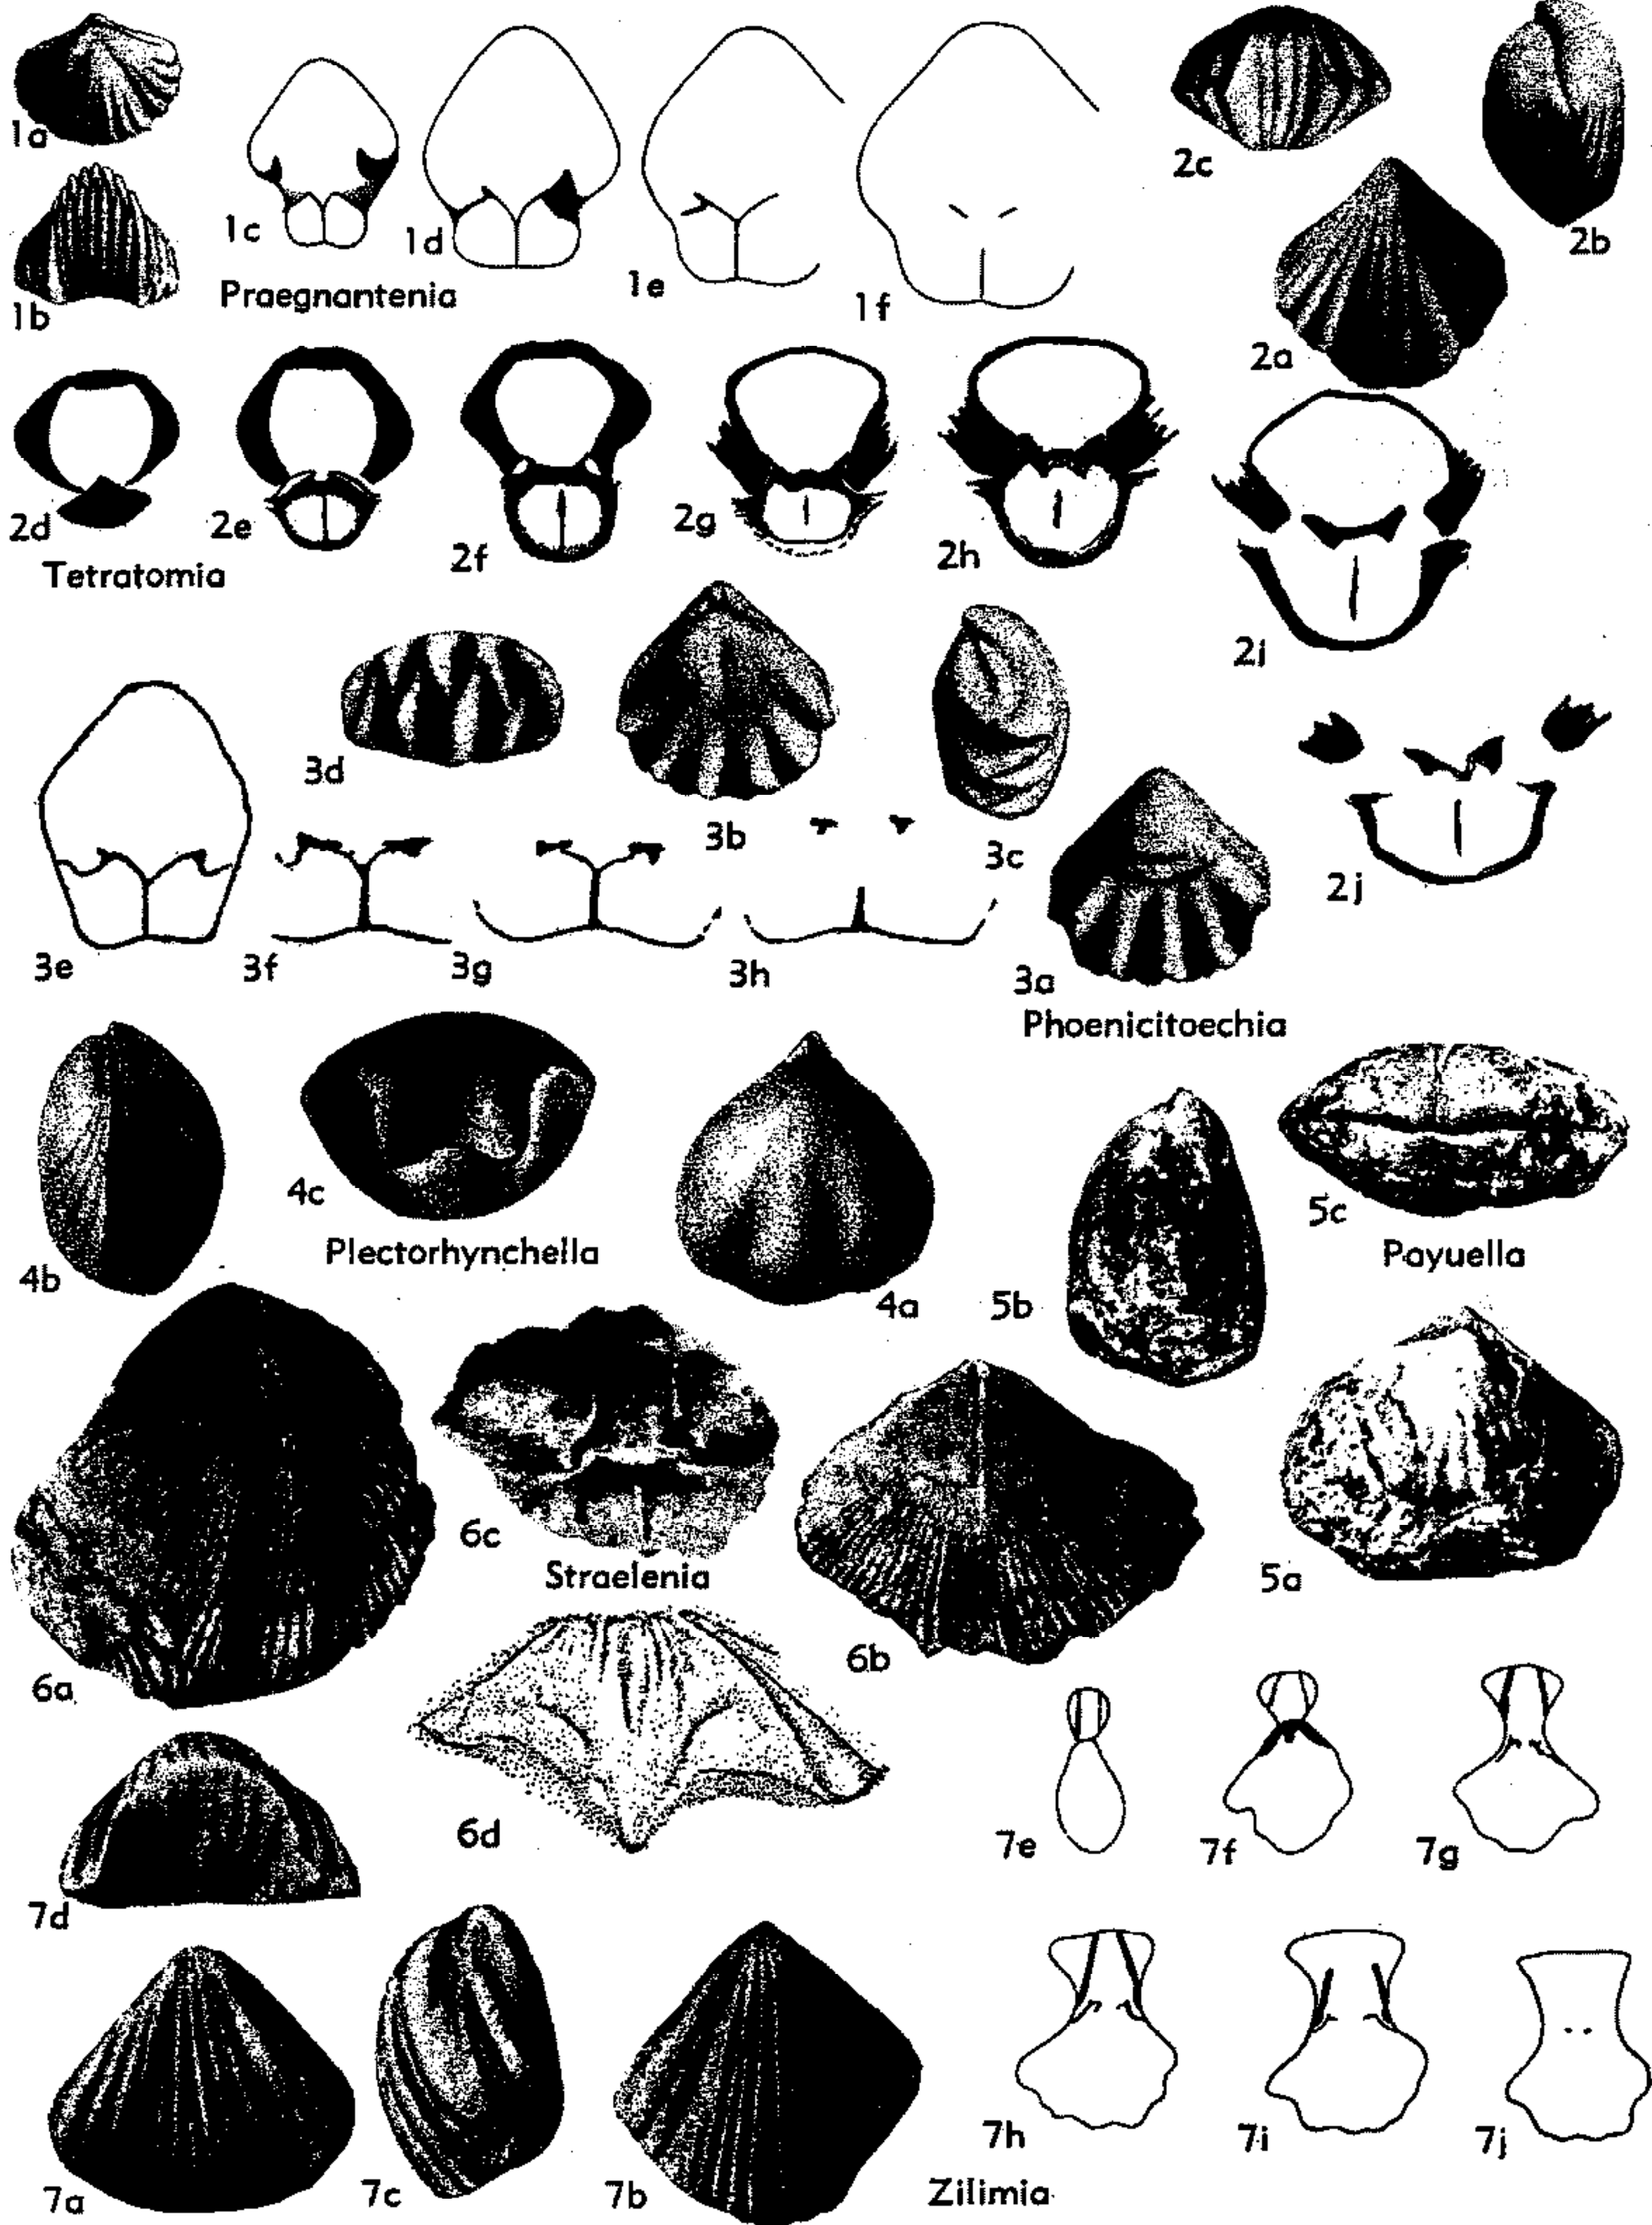 1a
1b
1c
1d
1e
1f
Praegnantenia
2c
2b
2a
2d
2e
2f
2g
2h
2i
Tetratomia
3d
3b
3c
2j
3e
3f
3g
3h
3a
Phoenicitoechia
4b
4c
Plectorhynchella
4a
5b
5c
Payuella
6a
6c
Straelenia
6b
5a
6d
7d
7e
7f
7g
7a
7c
7b
Zilimia
7h
7i
7j